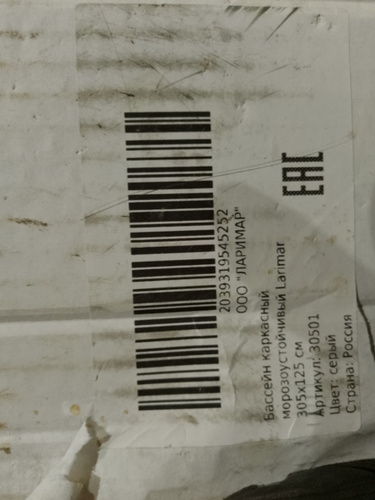 2039319545252
ООО "ЛАРИМАР"
Бассейн каркасный
морозоустойчивый Larimar
305x125 см
Артикул: 30501
Цвет: серый
Страна: Россия
EAC